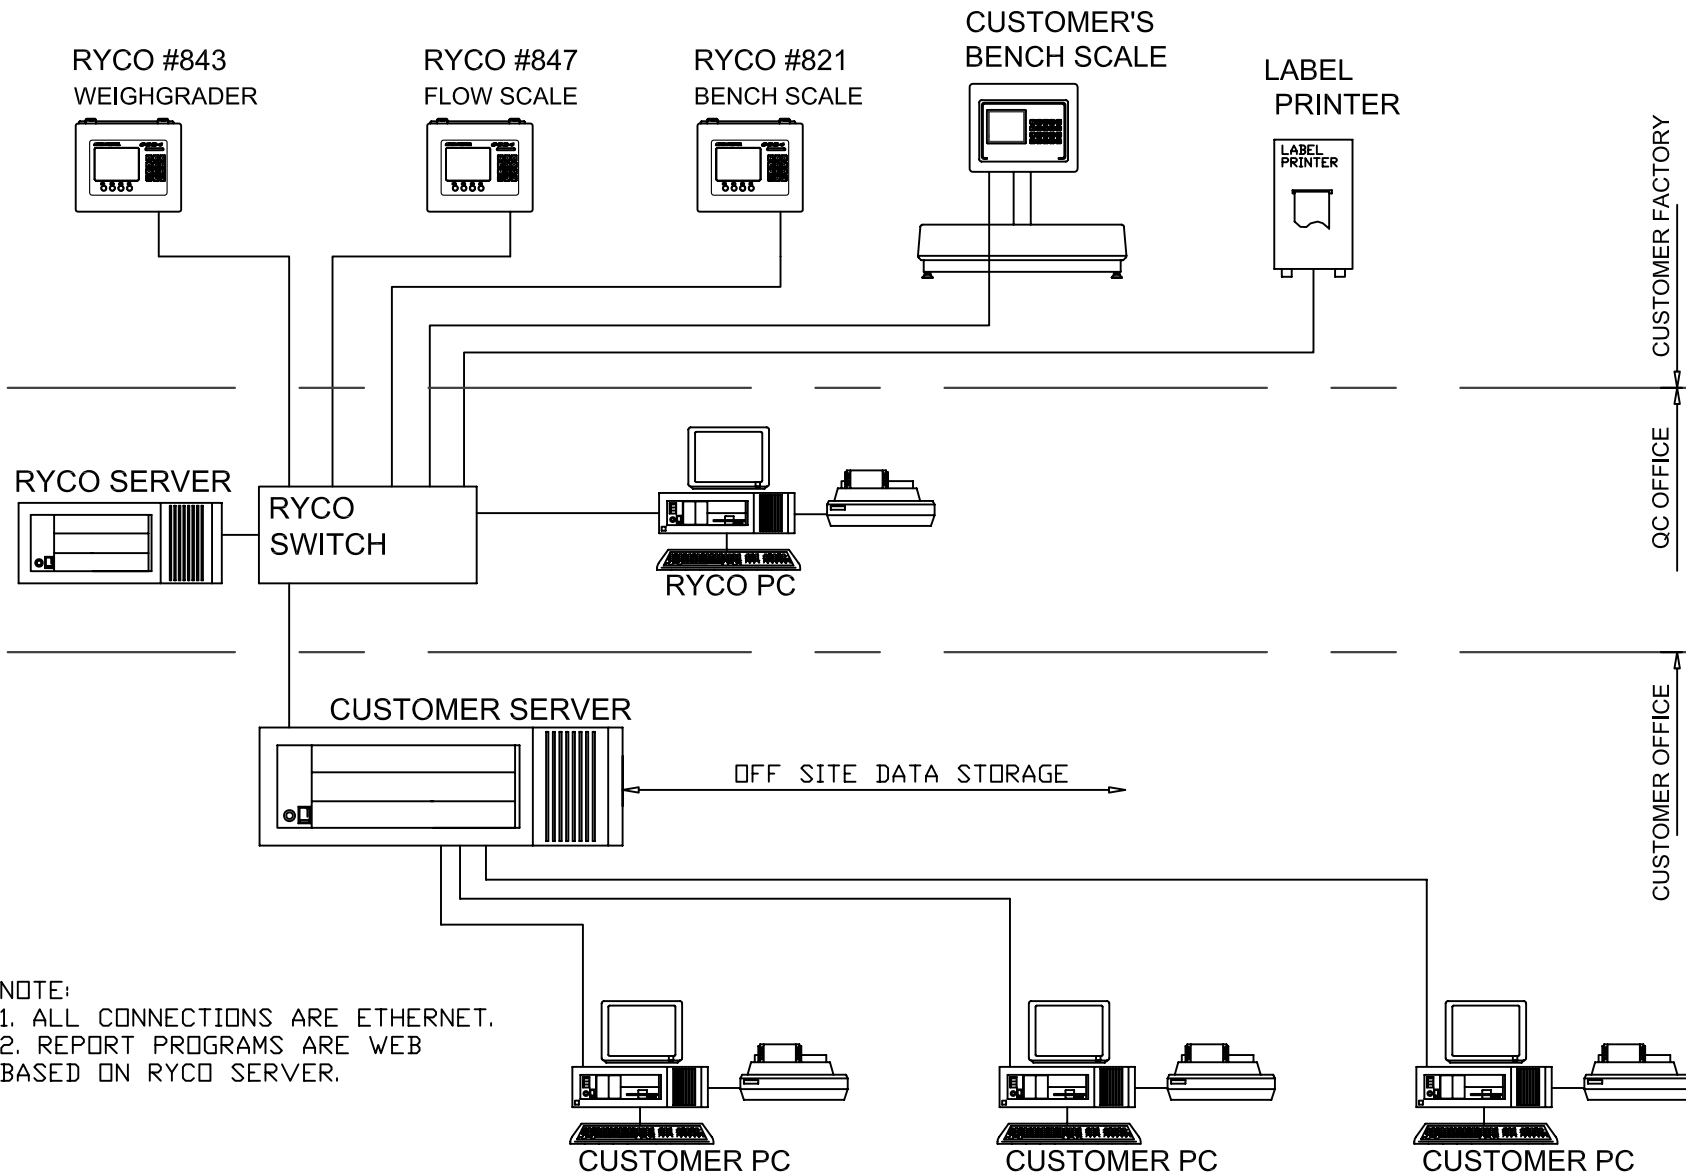 RYCO #843
WEIGHGRADER
RYCO #847
FLOW SCALE
RYCO #821
BENCH SCALE
CUSTOMER'S
BENCH SCALE
LABEL
PRINTER
LABEL
PRINTER
CUSTOMER FACTORY
RYCO SERVER
RYCO
SWITCH
RYCO PC
QC OFFICE
CUSTOMER SERVER
OFF SITE DATA STORAGE
CUSTOMER OFFICE
NOTE:
1. ALL CONNECTIONS ARE ETHERNET.
2. REPORT PROGRAMS ARE WEB
BASED ON RYCO SERVER.
CUSTOMER PC
CUSTOMER PC
CUSTOMER PC